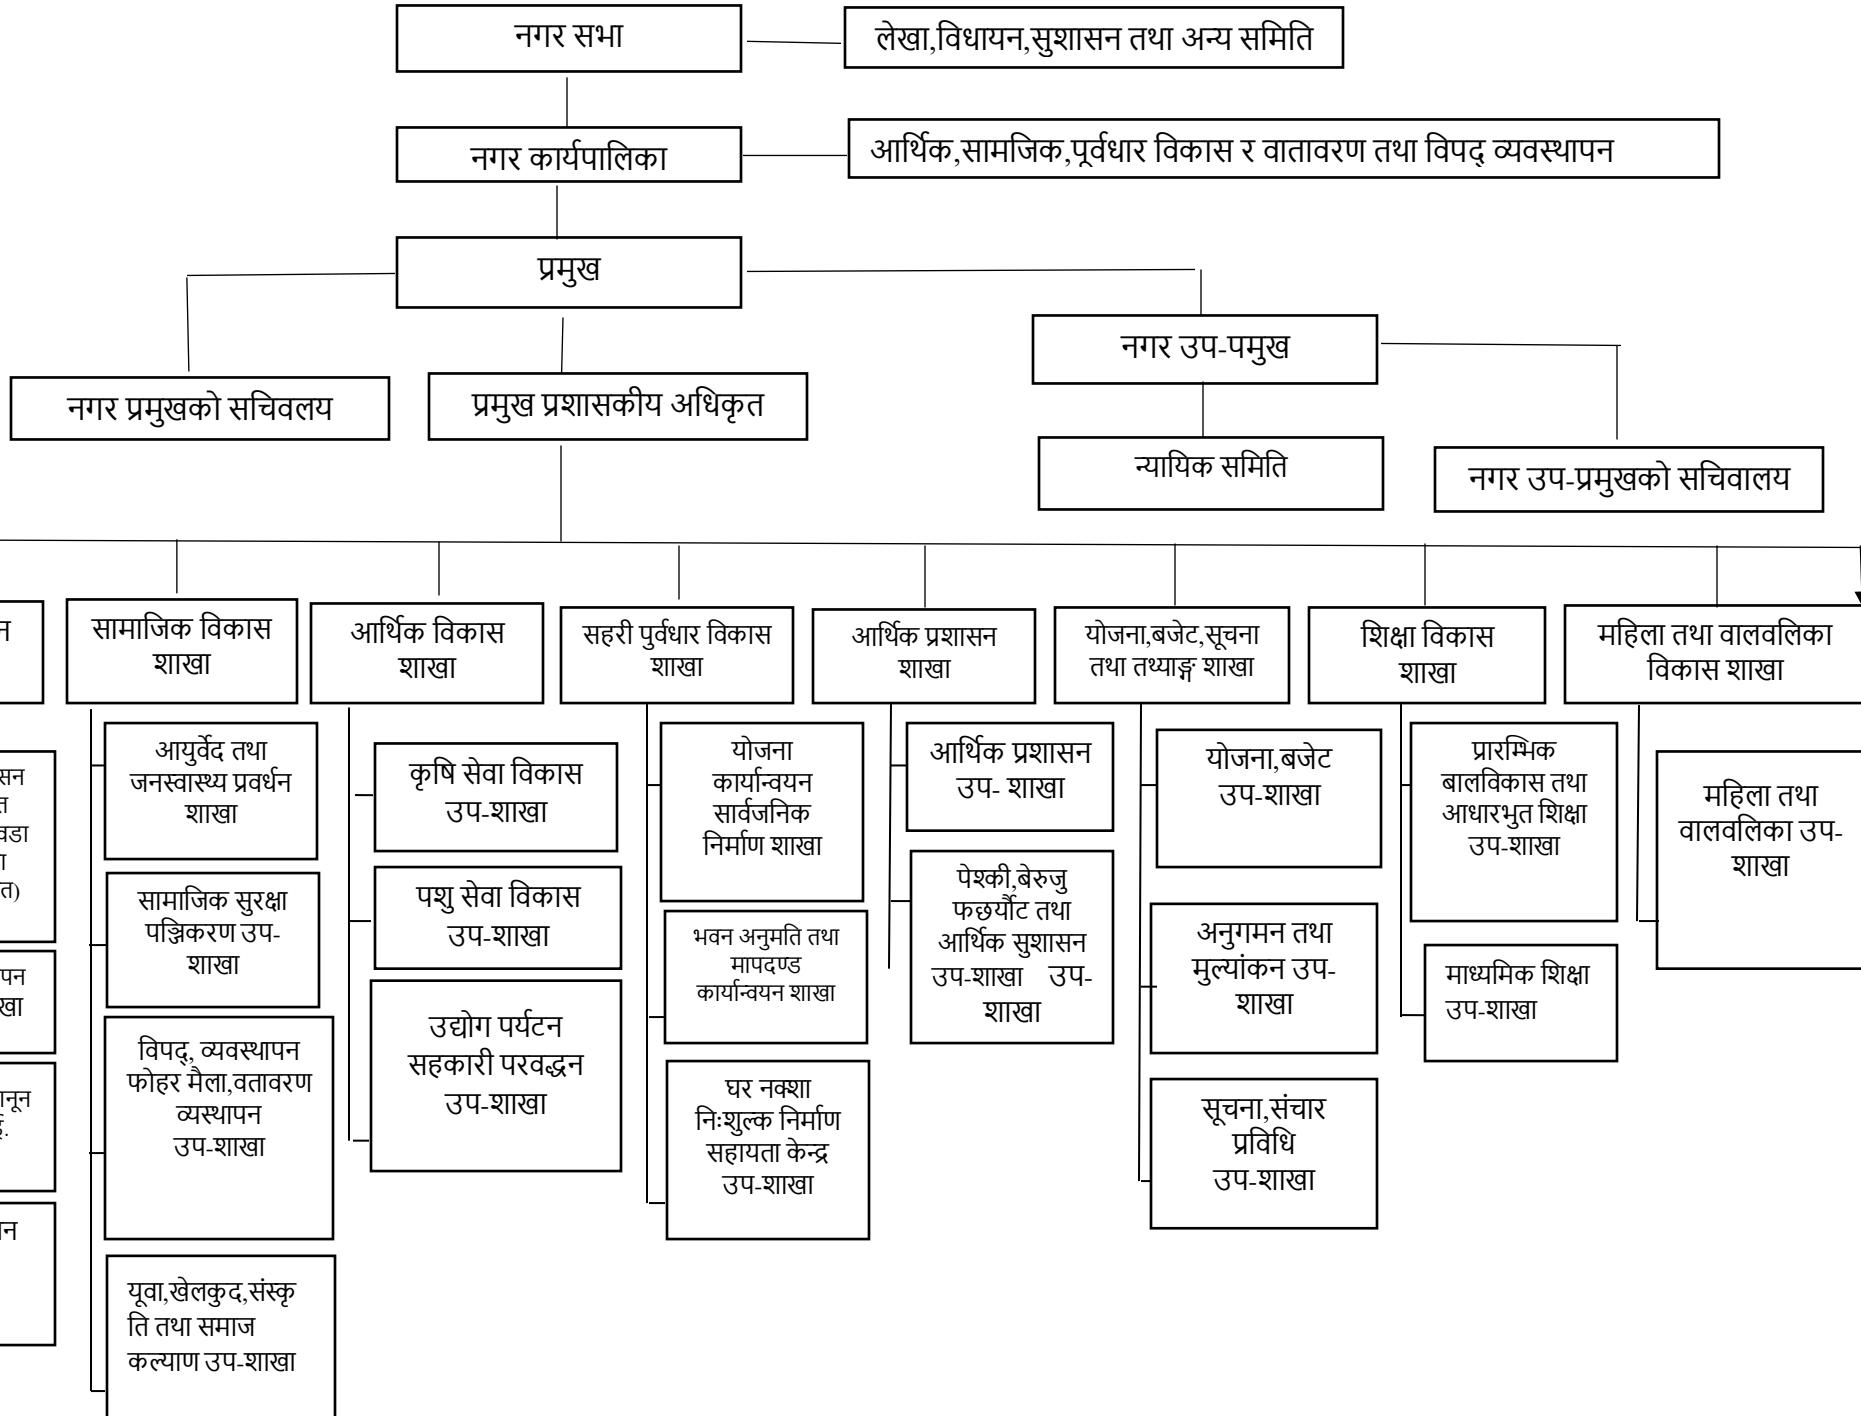 नगर सभा
लेखा,विधायन,सुशासन तथा अन्य समिति
नगर कार्यपालिका
आर्थिक,सामजिक,पूर्वधार विकास र वातावरण तथा विपद् व्यवस्थापन
प्रमुख
नगर उप-पमुख
नगर प्रमुखको सचिवलय
प्रमुख प्रशासकीय अधिकृत
न्यायिक समिति
नगर उप-प्रमुखको सचिवालय
सामाजिक विकास
शाखा
आर्थिक विकास
शाखा
सहरी पुर्वधार विकास
शाखा
आर्थिक प्रशासन
शाखा
योजना,बजेट,सूचना
तथा तथ्याङ्ग शाखा
शिक्षा विकास
शाखा
महिला तथा वालवलिका
विकास शाखा
आयुर्वेद तथा
जनस्वास्थ्य प्रवर्धन
शाखा
सामाजिक सुरक्षा
पञ्जिकरण उप-
शाखा
विपद्, व्यवस्थापन
फोहर मैला,वतावरण
व्यस्थापन
उप-शाखा
यूवा,खेलकुद,संस्कृ
ति तथा समाज
कल्याण उप-शाखा
कृषि सेवा विकास
उप-शाखा
पशु सेवा विकास
उप-शाखा
उद्योग पर्यटन
सहकारी परवद्धन
उप-शाखा
योजना
कार्यान्वयन
सार्वजनिक
निर्माण शाखा
भवन अनुमति तथा
मापदण्ड
कार्यान्वयन शाखा
घर नक्शा
निःशुल्क निर्माण
सहायता केन्द्र
उप-शाखा
आर्थिक प्रशासन
उप- शाखा
पेश्की,बेरुजु
फछर्यौट तथा
आर्थिक सुशासन
उप-शाखा उप-
शाखा
योजना,बजेट
उप-शाखा
अनुगमन तथा
मुल्यांकन उप-
शाखा
सूचना,संचार
प्रविधि
उप-शाखा
प्रारम्भिक
बालविकास तथा
आधारभुत शिक्षा
उप-शाखा
माध्यमिक शिक्षा
उप-शाखा
महिला तथा
वालवलिका उप-
शाखा